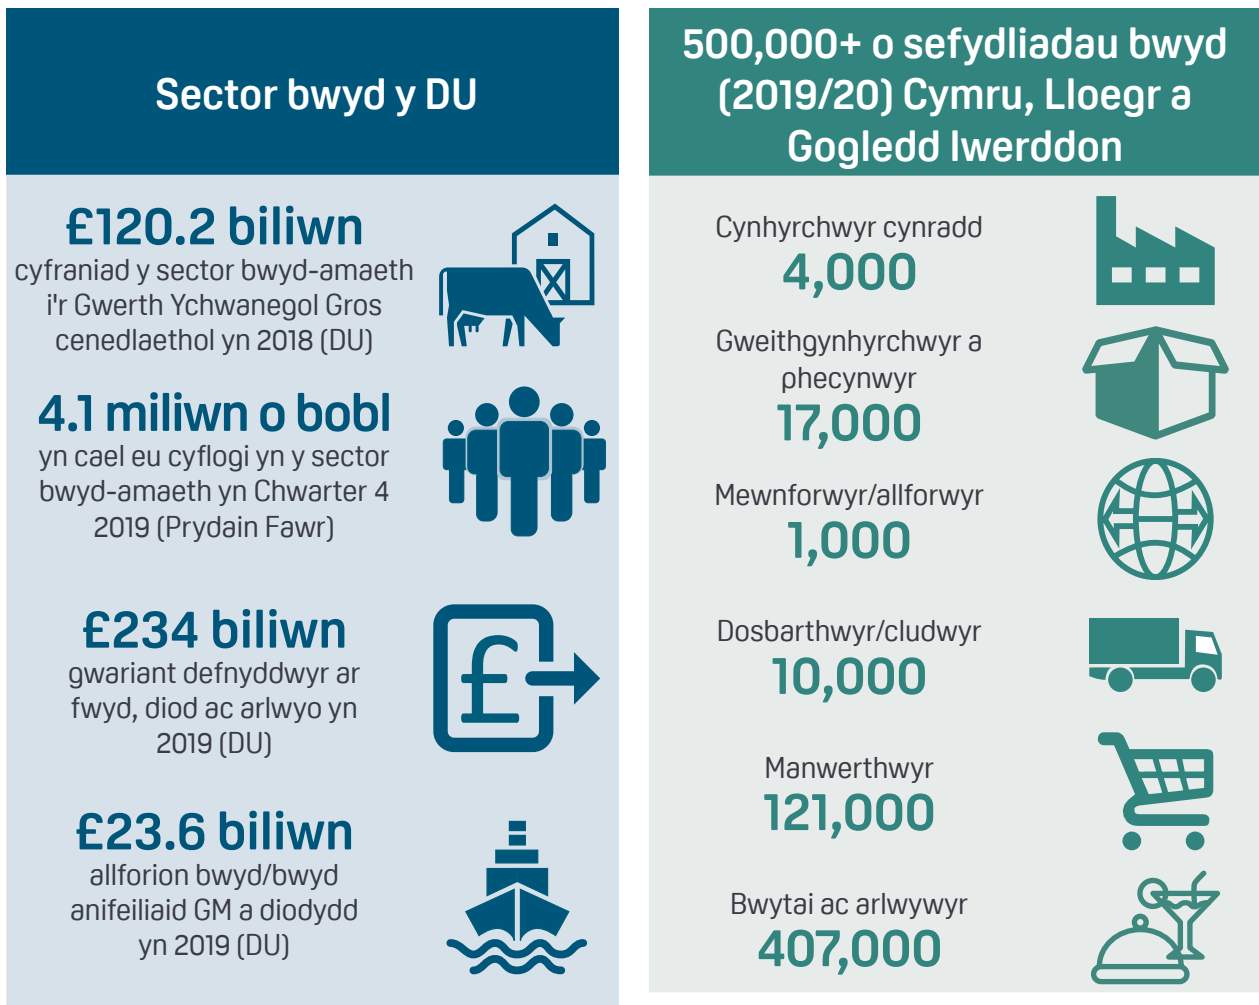 Sector bwyd y DU
£120.2 biliwn
cyfraniad y sector bwyd-amaeth
i'r Gwerth Ychwanegol Gros
cenedlaethol yn 2018 (DU)
4.1 miliwn o bobl
yn cael eu cyflogi yn y sector
bwyd-amaeth yn Chwarter 4
2019 (Prydain Fawr)
£234 biliwn
gwariant defnyddwyr ar
fwyd, diod ac arlwyo yn
2019 (DU)
£23.6 biliwn
allforion bwyd/bwyd
anifeiliaid GM a diodydd
yn 2019 (DU)
500,000+ o sefydliadau bwyd
(2019/20) Cymru, Lloegr a
Gogledd Iwerddon
Cynhyrchwyr cynradd
4,000
Gweithgynhyrchwyr a
phecynwyr
17,000
Mewnforwyr/allforwyr
1,000
Dosbarthwyr/cludwyr
10,000
Manwerthwyr
121,000
Bwytai ac arlwywyr
407,000